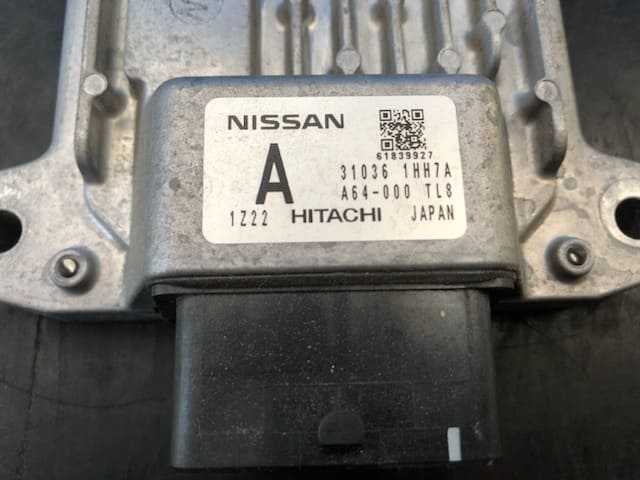 NISSAN
61839927
A
31036 1HH7A
A64-000 TL8
1Z22 HITACHI JAPAN